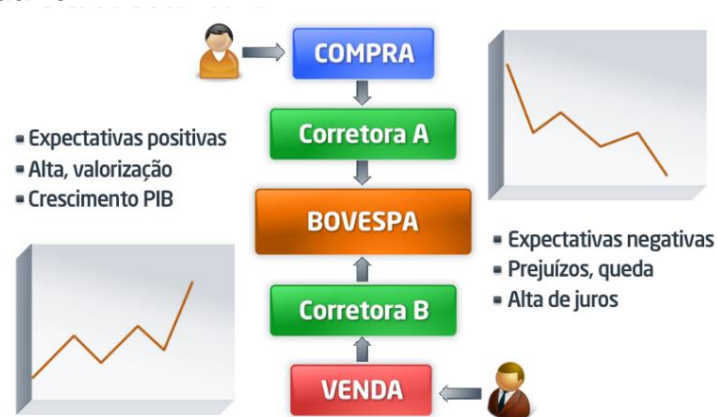 COMPRA
Corretora A
BOVESPA
Corretora B
VENDA
▪ Expectativas positivas
▪ Alta, valorização
▪ Crescimento PIB
▪ Expectativas negativas
▪ Prejuízos, queda
▪ Alta de juros